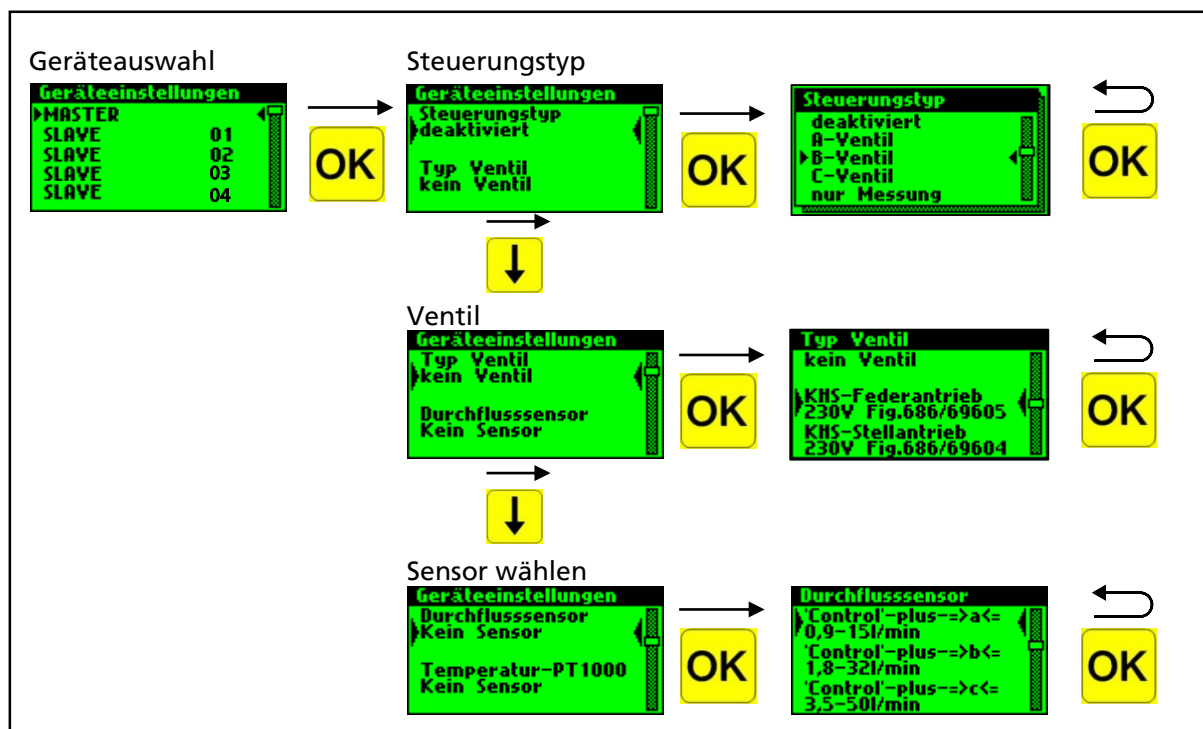 Geräteauswahl
Geräteeinstellungen
MASTER
SLAVE 01
SLAVE 02
SLAVE 03
SLAVE 04
OK
Steuerungstyp
Geräteeinstellungen
Steuerungstyp
deaktiviert
Typ Ventil
kein Ventil
OK
Steuerungstyp
deaktiviert
A-Ventil
B-Ventil
C-Ventil
nur Messung
OK
Ventil
Geräteeinstellungen
Typ Ventil
kein Ventil
Durchflusssensor
Kein Sensor
OK
Typ Ventil
kein Ventil
KHS-Federantrieb
230V Fig.686/69605
KHS-Stellantrieb
230V Fig.686/69604
OK
Sensor wählen
Geräteeinstellungen
Durchflusssensor
Kein Sensor
Temperatur-PT1000
Kein Sensor
OK
Durchflusssensor
'Control'-plus-=>a<=
0,9-15l/min
'Control'-plus-=>b<=
1,8-32l/min
'Control'-plus-=>c<=
3,5-50l/min
OK